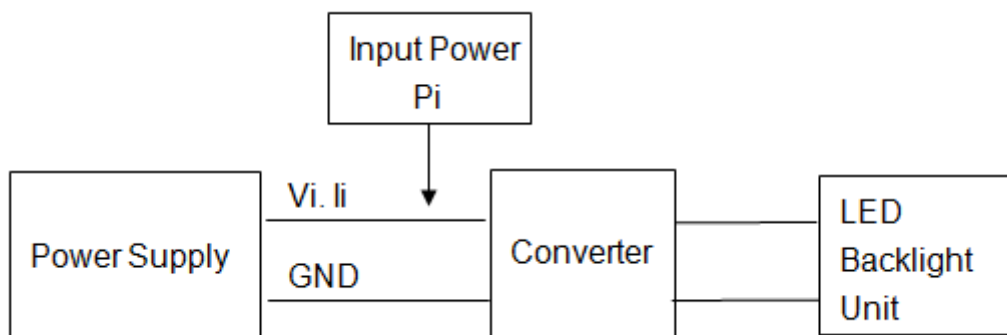 Input Power
Pi
Power Supply
Vi. Ii
GND
Converter
LED
Backlight
Unit